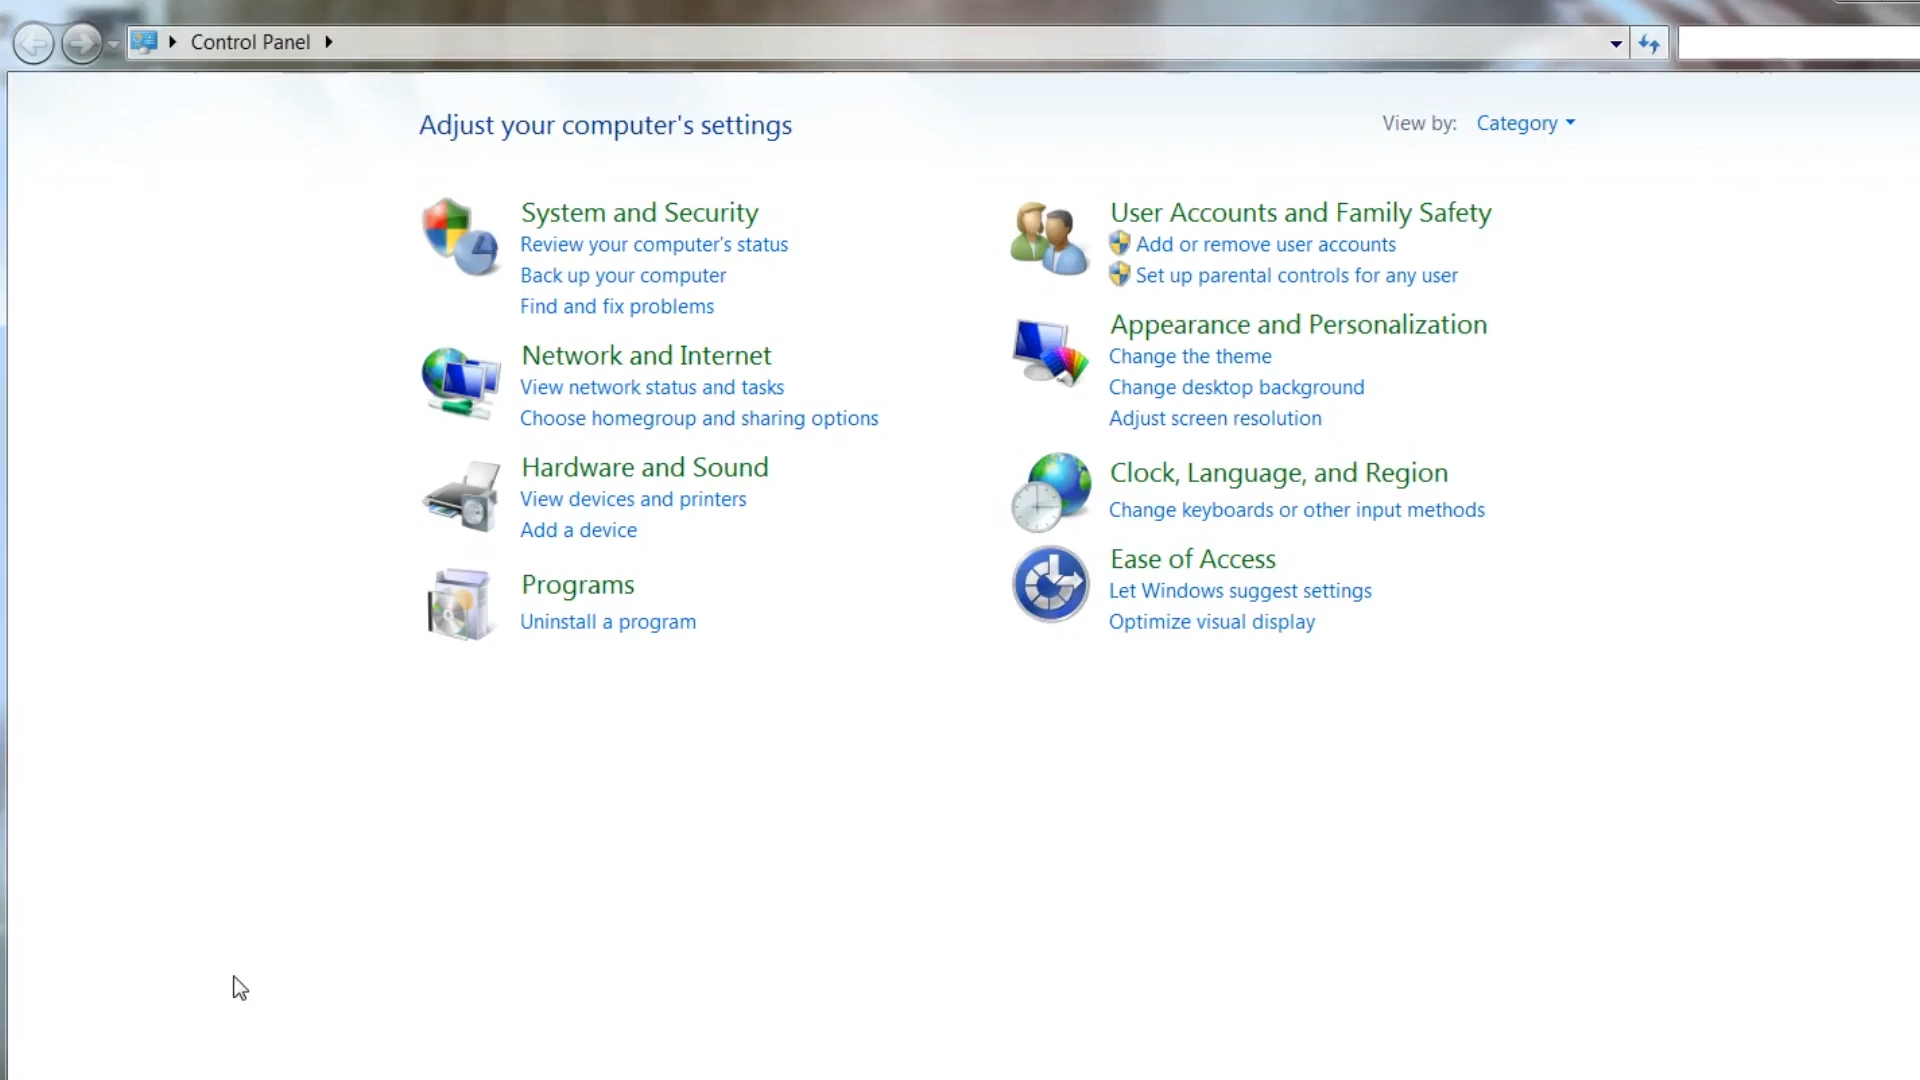 Control Panel
Adjust your computer's settings
View by: Category
System and Security
Review your computer's status
Back up your computer
Find and fix problems
Network and Internet
View network status and tasks
Choose homegroup and sharing options
Hardware and Sound
View devices and printers
Add a device
Programs
Uninstall a program
User Accounts and Family Safety
Add or remove user accounts
Set up parental controls for any user
Appearance and Personalization
Change the theme
Change desktop background
Adjust screen resolution
Clock, Language, and Region
Change keyboards or other input methods
Ease of Access
Let Windows suggest settings
Optimize visual display